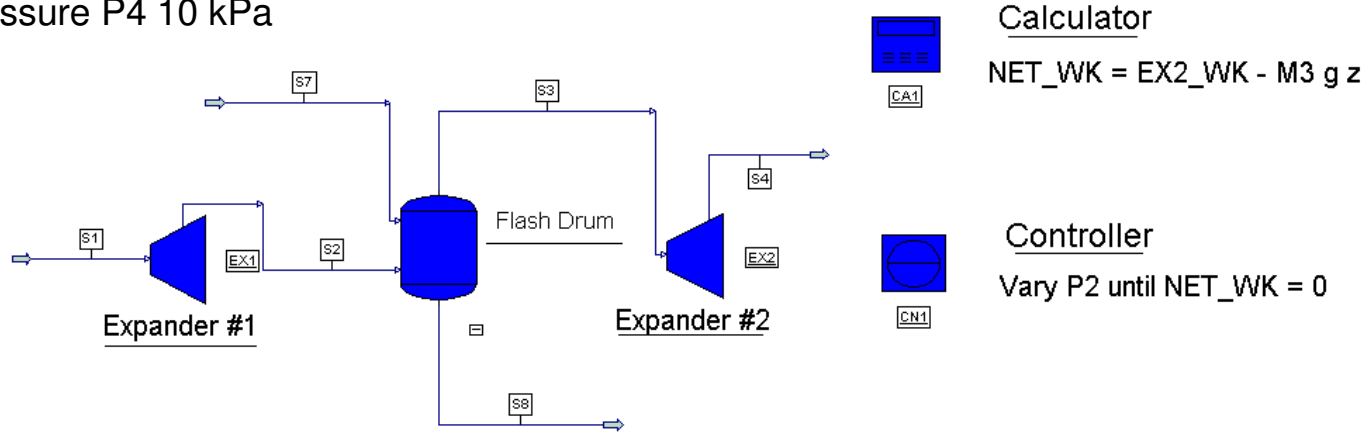 ssure P4 10 kPa
Calculator
NET_WK = EX2_WK - M3 g z
CA1
S7
S3
S4
Flash Drum
S1
EX1
S2
EX2
Controller
Vary P2 until NET_WK = 0
CN1
Expander #1
Expander #2
S8